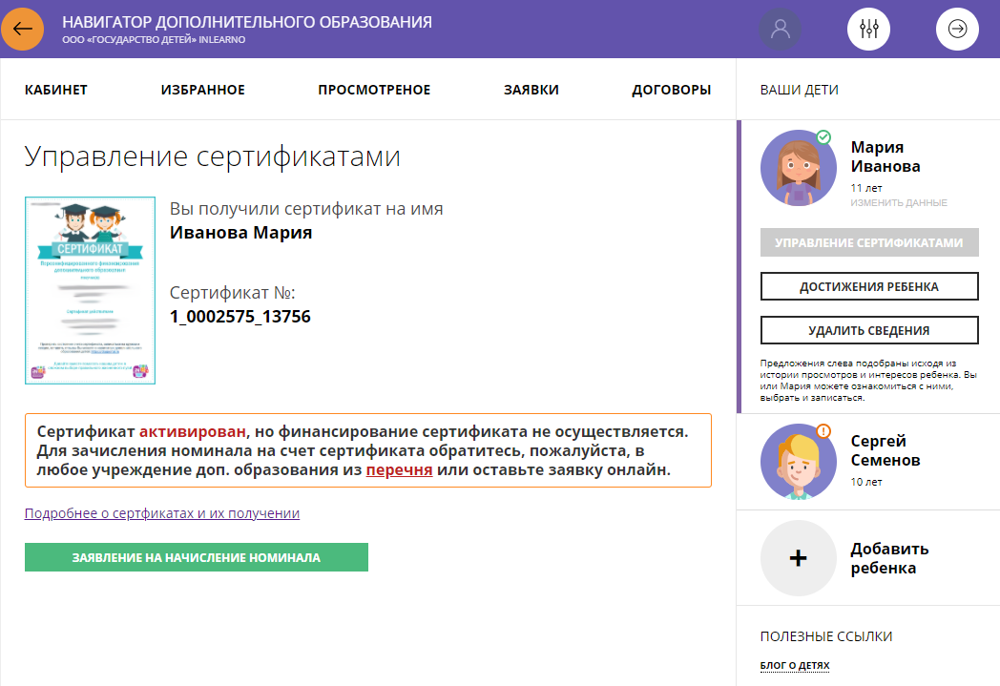 НАВИГАТОР ДОПОЛНИТЕЛЬНОГО ОБРАЗОВАНИЯ
ООО «ГОСУДАРСТВО ДЕТЕЙ» INLEARNO
КАБИНЕТ
ИЗБРАННОЕ
ПРОСМОТРЕНОЕ
ЗАЯВКИ
ДОГОВОРЫ
Управление сертификатами
СЕРТИФИКАТ
Вы получили сертификат на имя
Иванова Мария
Сертификат №:
1_0002575_13756
Сертификат активирован, но финансирование сертификата не осуществляется.
Для зачисления номинала на счет сертификата обратитесь, пожалуйста, в
любое учреждение доп. образования из перечня или оставьте заявку онлайн.
Подробнее о сертфикатах и их получении
ЗАЯВЛЕНИЕ НА НАЧИСЛЕНИЕ НОМИНАЛА
ВАШИ ДЕТИ
Мария
Иванова
11 лет
ИЗМЕНИТЬ ДАННЫЕ
УПРАВЛЕНИЕ СЕРТИФИКАТАМИ
ДОСТИЖЕНИЯ РЕБЕНКА
УДАЛИТЬ СВЕДЕНИЯ
Предложения слева подобраны исходя из
истории просмотров и интересов ребенка. Вы
или Мария можете ознакомиться с ними,
выбрать и записаться.
Сергей
Семенов
10 лет
+
Добавить
ребенка
ПОЛЕЗНЫЕ ССЫЛКИ
БЛОГ О ДЕТЯХ